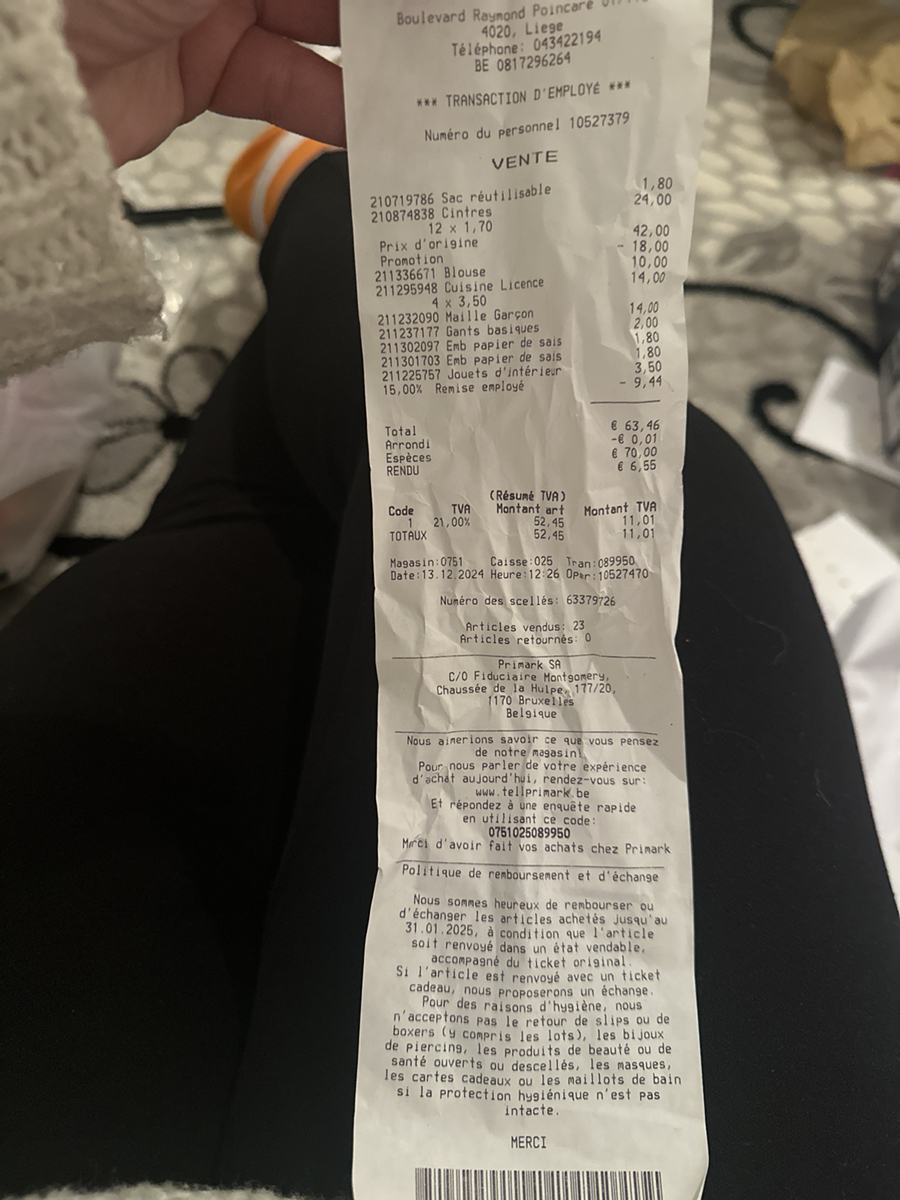 Boulevard Raymond Poincaré
4020, Liege
Téléphone: 043422194
BE 0817296264
*** TRANSACTION D'EMPLOYÉ ***
Numéro du personnel 10527379
VENTE
210719786 Sac réutilisable 1,80
210874838 Cintres 24,00
12 x 1,70
Prix d'origine 42,00
Promotion - 18,00
211336671 Blouse 10,00
211295948 Cuisine Licence 14,00
4 x 3,50
211232090 Maille Garçon 14,00
211237177 Gants basiques 2,00
211302097 Emb papier de sais 1,80
211301703 Emb papier de sais 1,80
211225757 Jouets d'intérieur 3,50
15,00% Remise employé - 9,44
Total € 63,46
Arrondi -€ 0,01
Espèces € 70,00
RENDU € 6,55
(Résumé TVA)
Code TVA Montant art Montant TVA
1 21,00% 52,45 11,01
TOTAUX 52,45 11,01
Magasin:0751 Caisse:025 Tran:089950
Date:13.12.2024 Heure:12:26 Oper:10527470
Numéro des scellés: 63379726
Articles vendus: 23
Articles retournés: 0
Primark SA
C/O Fiduciaire Montgomery,
Chaussée de la Hulpe, 177/20,
1170 Bruxelles
Belgique
Nous aimerions savoir ce que vous pensez
de notre magasin!
Pour nous parler de votre expérience
d'achat aujourd'hui, rendez-vous sur:
www.tellprimark.be
Et répondez à une enquête rapide
en utilisant ce code:
0751025089950
Merci d'avoir fait vos achats chez Primark
Politique de remboursement et d'échange
Nous sommes heureux de rembourser ou
d'échanger les articles achetés jusqu'au
31.01.2025, à condition que l'article
soit renvoyé dans un état vendable,
accompagné du ticket original.
Si l'article est renvoyé avec un ticket
cadeau, nous proposerons un échange.
Pour des raisons d'hygiène, nous
n'acceptons pas le retour de slips ou de
boxers (y compris les lots), les bijoux
de piercing, les produits de beauté ou de
santé ouverts ou descellés, les masques,
les cartes cadeaux ou les maillots de bain
si la protection hygiénique n'est pas
intacte.
MERCI